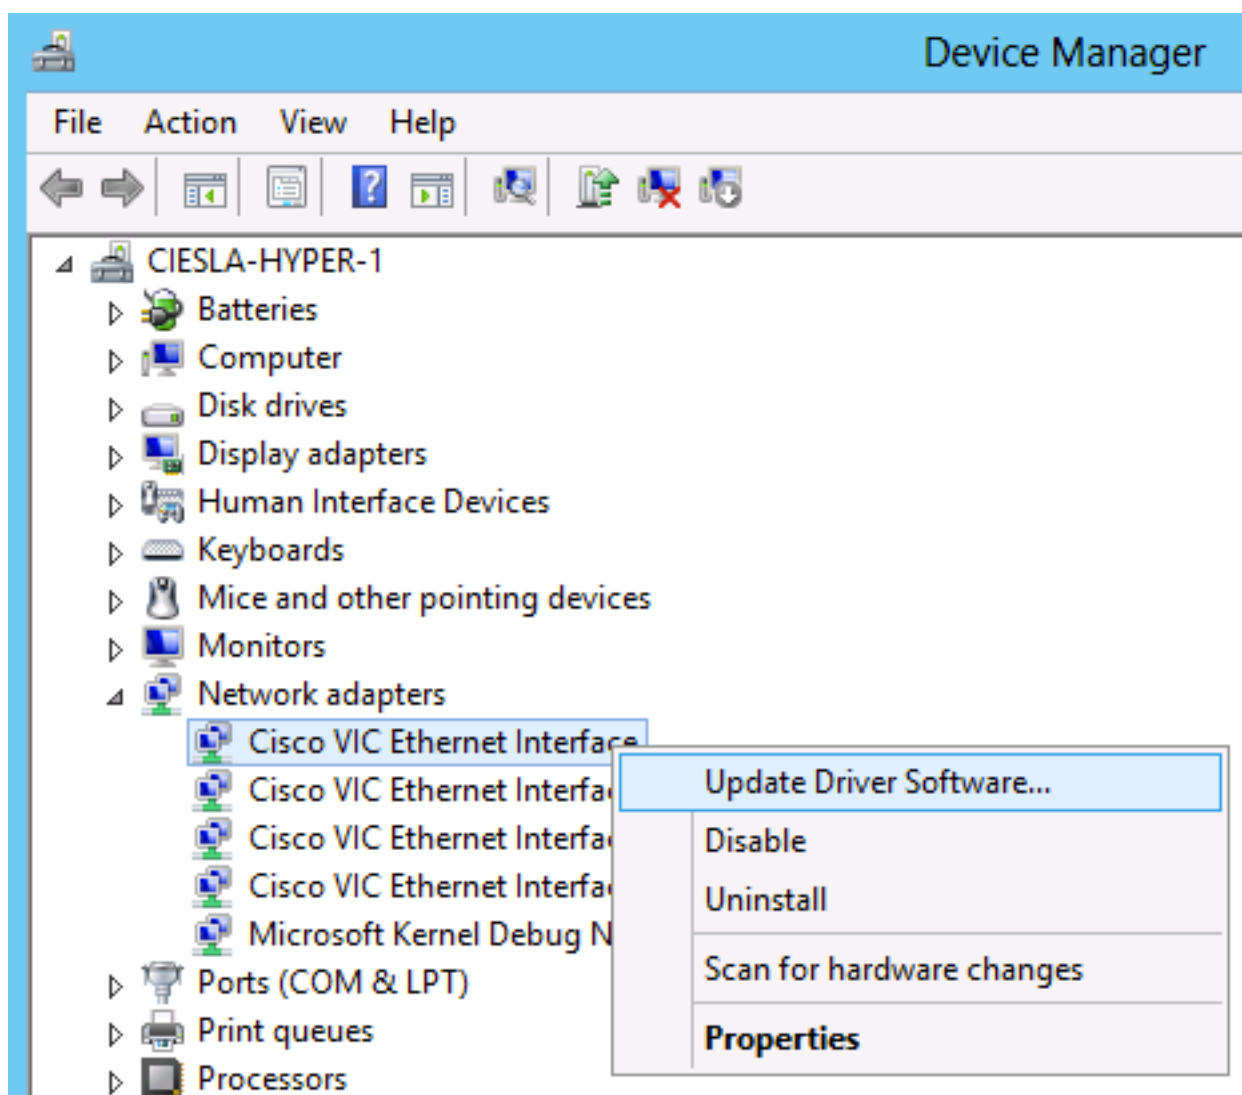 Device Manager
File Action View Help
CIESLA-HYPER-1
Batteries
Computer
Disk drives
Display adapters
Human Interface Devices
Keyboards
Mice and other pointing devices
Monitors
Network adapters
Cisco VIC Ethernet Interface
Cisco VIC Ethernet
Cisco VIC Ethernet
Cisco VIC Ethernet
Microsoft Kernel Debug
Ports (COM & LPT)
Print queues
Processors
Update Driver Software...
Disable
Uninstall
Scan for hardware changes
Properties